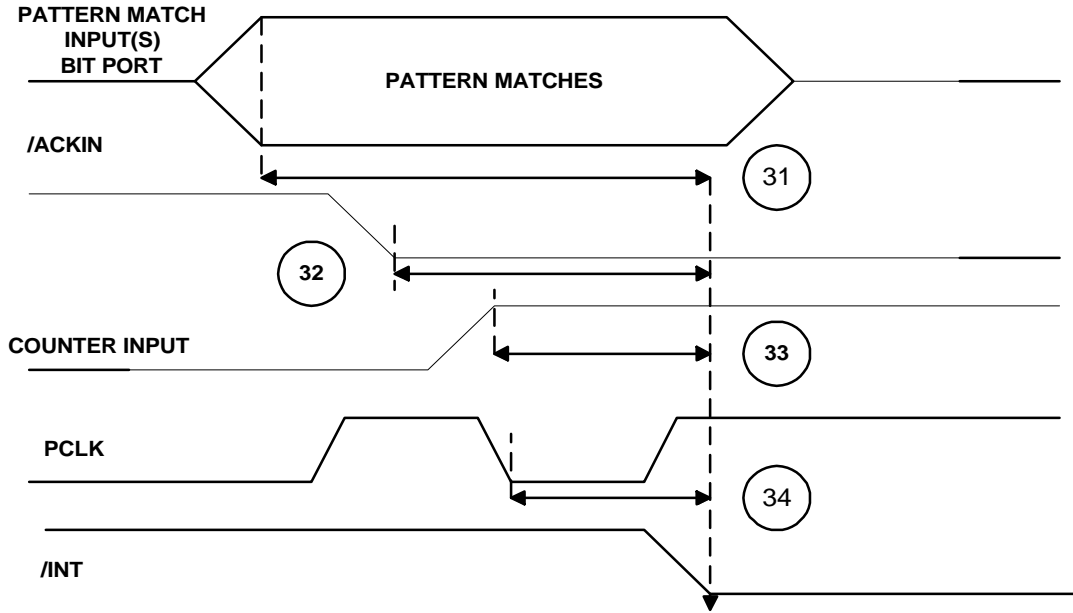 PATTERN MATCH
INPUT(S)
BIT PORT
PATTERN MATCHES
/ACKIN
31
32
COUNTER INPUT
33
PCLK
34
/INT